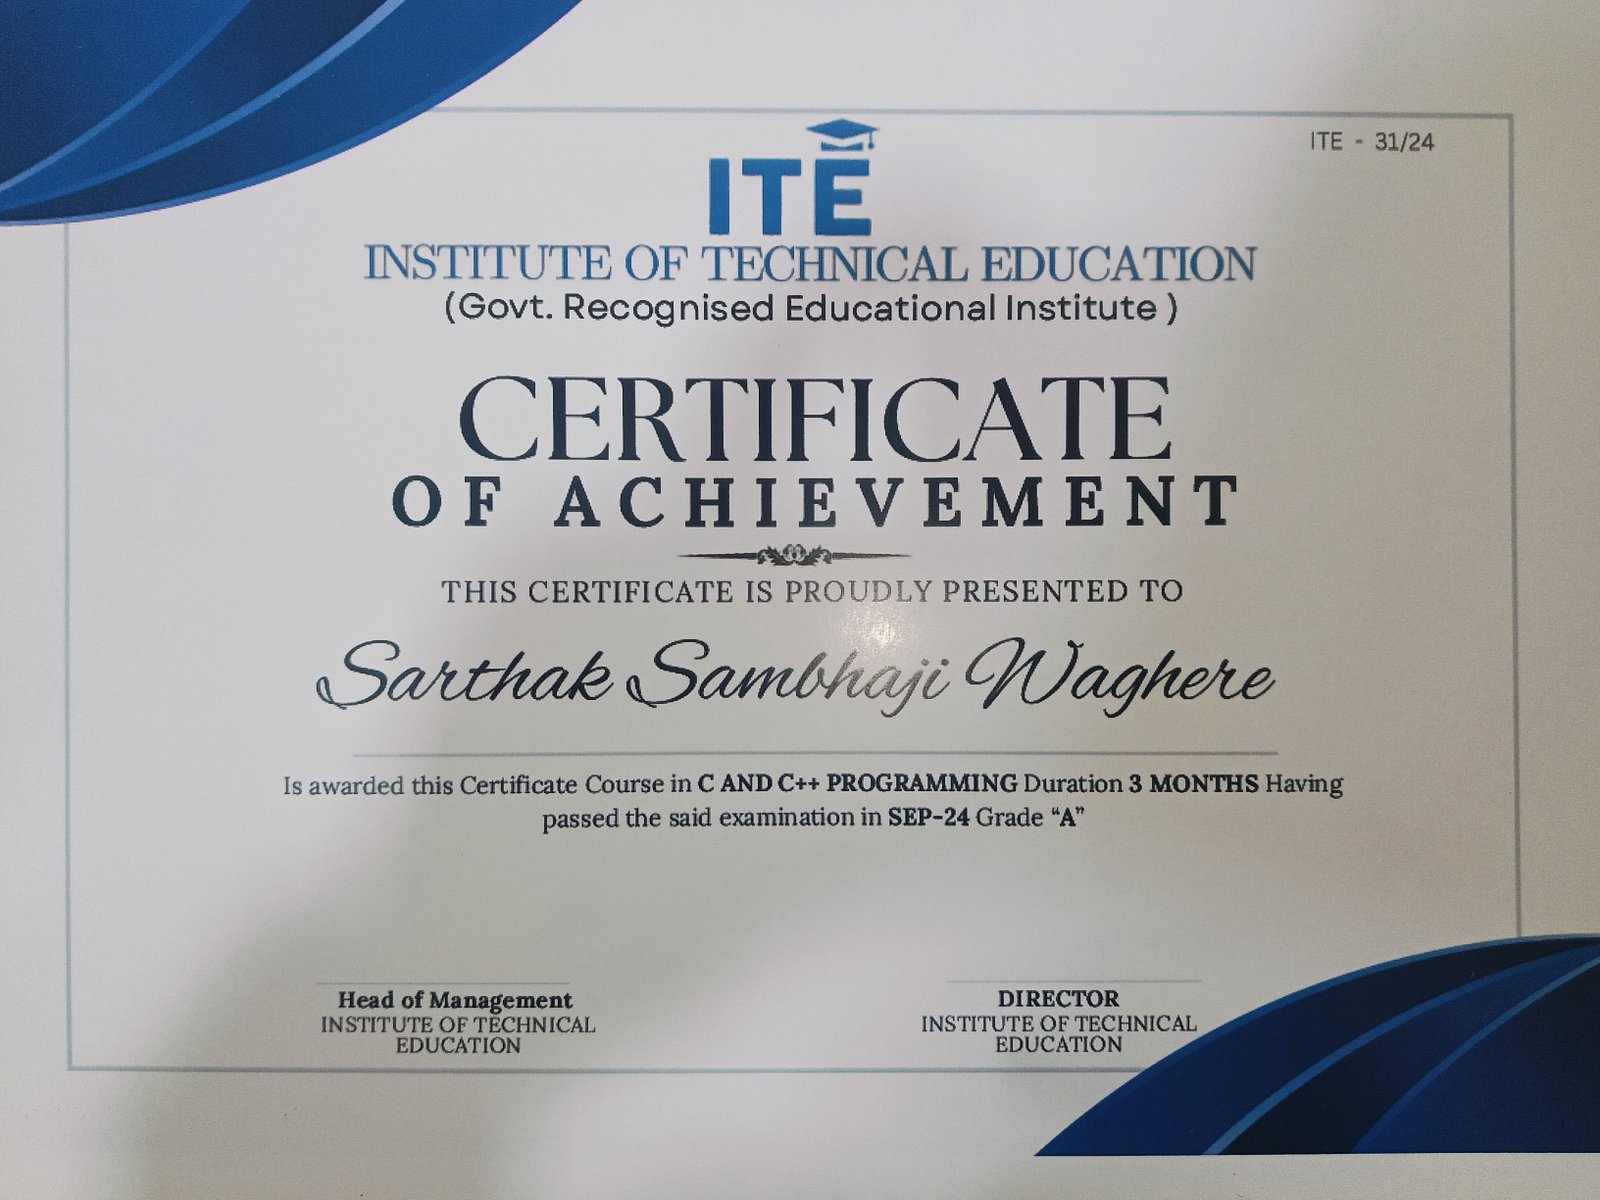 ITE - 31/24
ITE
INSTITUTE OF TECHNICAL EDUCATION
(Govt. Recognised Educational Institute )
CERTIFICATE
OF ACHIEVEMENT
THIS CERTIFICATE IS PROUDLY PRESENTED TO
Sarthak Sambhaji Waghere
Is awarded this Certificate Course in C AND C++ PROGRAMMING Duration 3 MONTHS Having
passed the said examination in SEP-24 Grade “A”
Head of Management
INSTITUTE OF TECHNICAL
EDUCATION
DIRECTOR
INSTITUTE OF TECHNICAL
EDUCATION